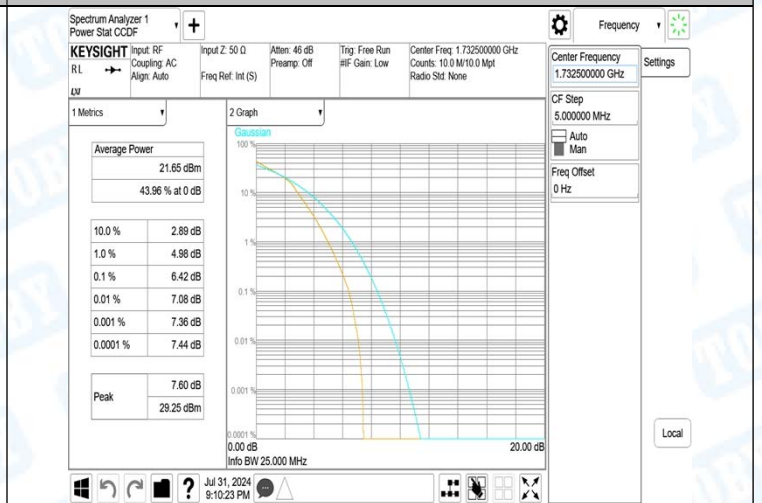 Spectrum Analyzer 1
Power Stat CCDF
Frequency
KEYSIGHT
RL
Input: RF
Coupling: AC
Align: Auto
Input Z: 50 Ω
Freq Ref: Int (S)
Atten: 46 dB
Preamp: Off
Trig: Free Run
#IF Gain: Low
Center Freq: 1.732500000 GHz
Counts: 10.0 M/10.0 Mpt
Radio Std: None
Center Frequency
1.732500000 GHz
Settings
CF Step
5.000000 MHz
Auto
Man
Freq Offset
0 Hz
1 Metrics
Average Power
21.65 dBm
43.96 % at 0 dB
10.0 % 2.89 dB
1.0 % 4.98 dB
0.1 % 6.42 dB
0.01 % 7.08 dB
0.001 % 7.36 dB
0.0001 % 7.44 dB
Peak
7.60 dB
29.25 dBm
2 Graph
Gaussian
100 %
10 %
1 %
0.1 %
0.01 %
0.001 %
0.0001 %
0.00 dB
20.00 dB
Info BW 25.000 MHz
Local
?
Jul 31, 2024
9:10:23 PM
TOBY